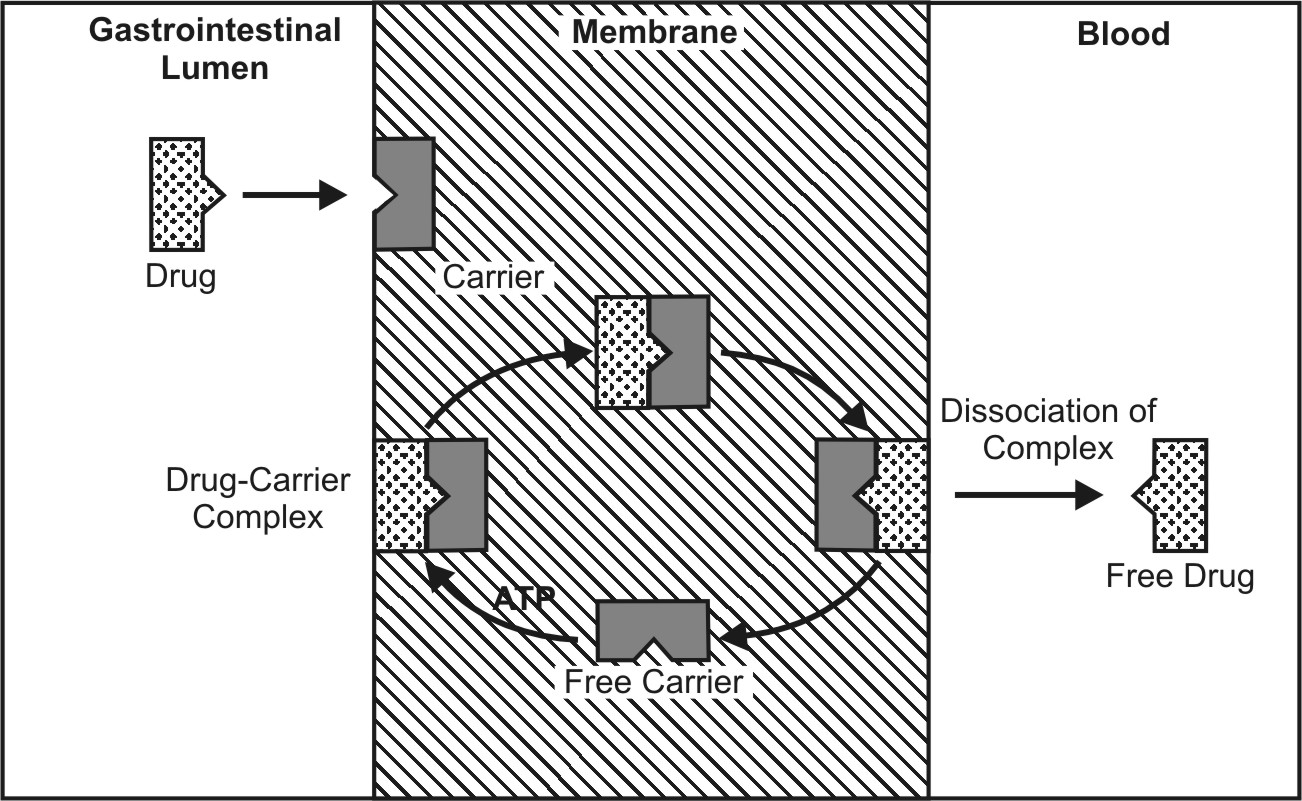 Gastrointestinal
Lumen
Membrane
Blood
Drug
Carrier
Drug-Carrier
Complex
Dissociation of
Complex
Free Drug
ATP
Free Carrier